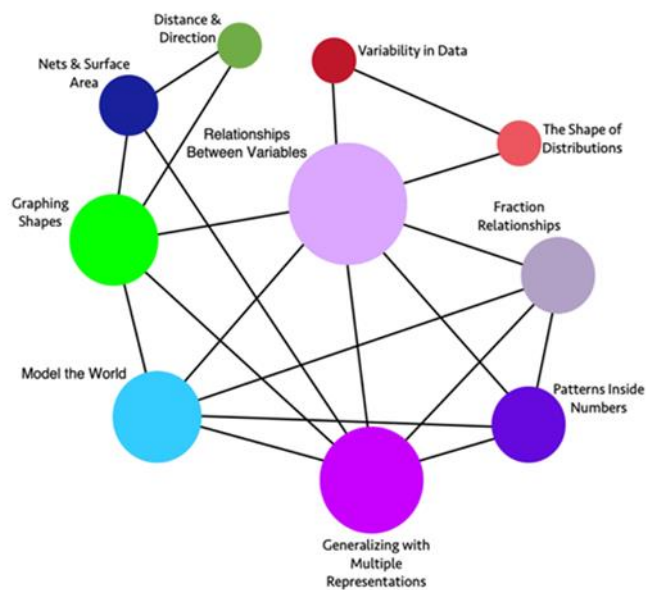 Distance &
Direction
Nets & Surface
Area
Variability in Data
The Shape of
Distributions
Relationships
Between Variables
Graphing
Shapes
Fraction
Relationships
Model the World
Patterns Inside
Numbers
Generalizing with
Multiple
Representations